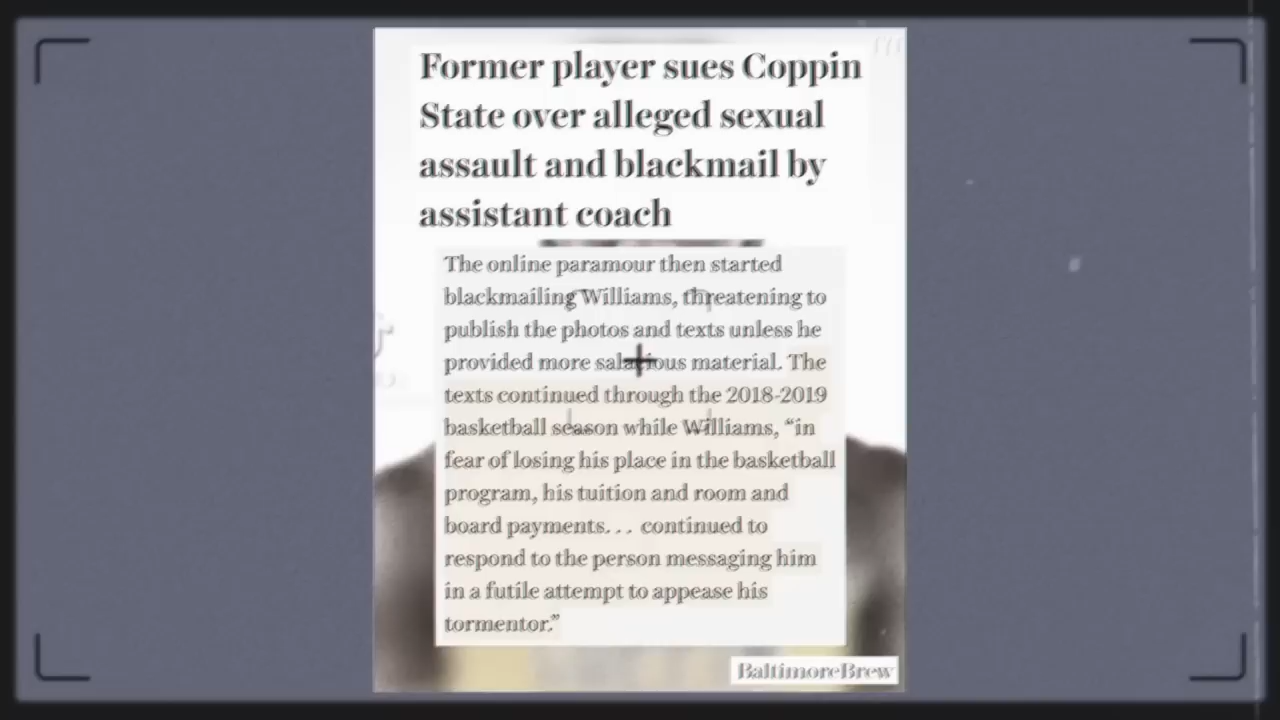 Former player sues Coppin
State over alleged sexual
assault and blackmail by
assistant coach
The online paramour then started
blackmailing Williams, threatening to
publish the photos and texts unless he
provided more salacious material. The
texts continued through the 2018-2019
basketball season while Williams, “in
fear of losing his place in the basketball
program, his tuition and room and
board payments. . . continued to
respond to the person messaging him
in a futile attempt to appease his
tormentor.”
BaltimoreBrew